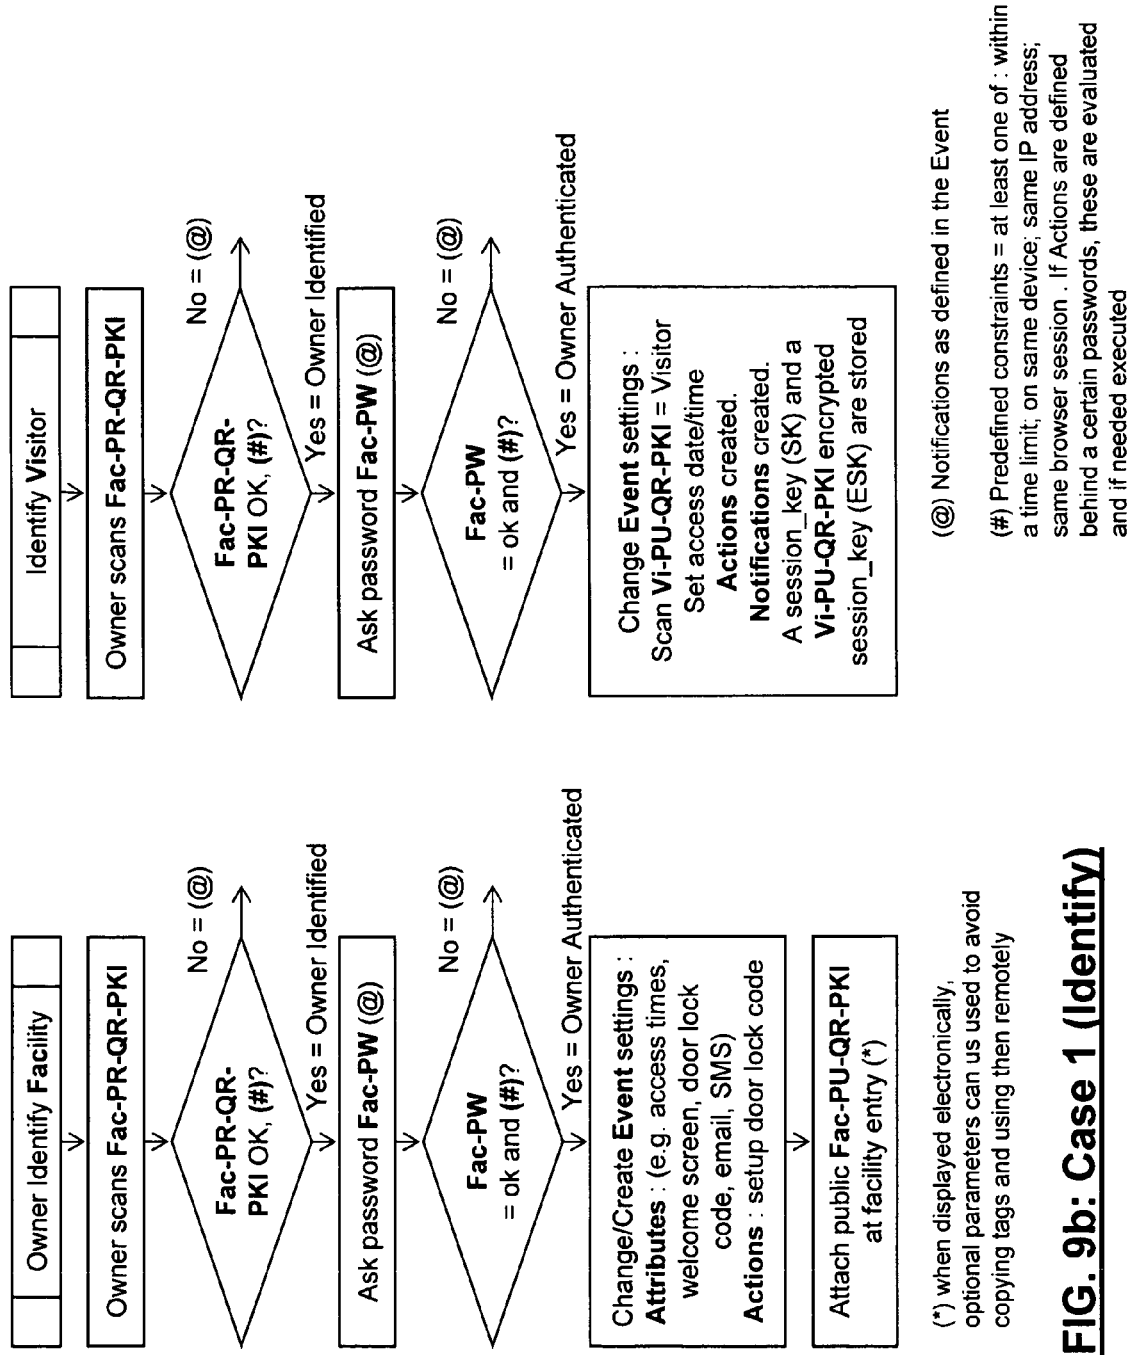 Owner Identify Facility
Owner scans Fac-PR-QR-PKI
Fac-PR-QR-
PKI OK, (#)?
No = (@)
Yes = Owner Identified
Ask password Fac-PW (@)
Fac-PW
= ok and (#)?
No = (@)
Yes = Owner Authenticated
Change/Create Event settings :
Attributes : (e.g. access times,
welcome screen, door lock
code, email, SMS)
Actions : setup door lock code
Attach public Fac-PU-QR-PKI
at facility entry (*)
(*) when displayed electronically,
optional parameters can us used to avoid
copying tags and using then remotely
FIG. 9b: Case 1 (Identify)
Identify Visitor
Owner scans Fac-PR-QR-PKI
Fac-PR-QR-
PKI OK, (#)?
No = (@)
Yes = Owner Identified
Ask password Fac-PW (@)
Fac-PW
= ok and (#)?
No = (@)
Yes = Owner Authenticated
Change Event settings :
Scan Vi-PU-QR-PKI = Visitor
Set access date/time
Actions created.
Notifications created.
A session_key (SK) and a
Vi-PU-QR-PKI encrypted
session_key (ESK) are stored
(@) Notifications as defined in the Event
(#) Predefined constraints = at least one of : within
a time limit; on same device; same IP address;
same browser session . If Actions are defined
behind a certain passwords, these are evaluated
and if needed executed